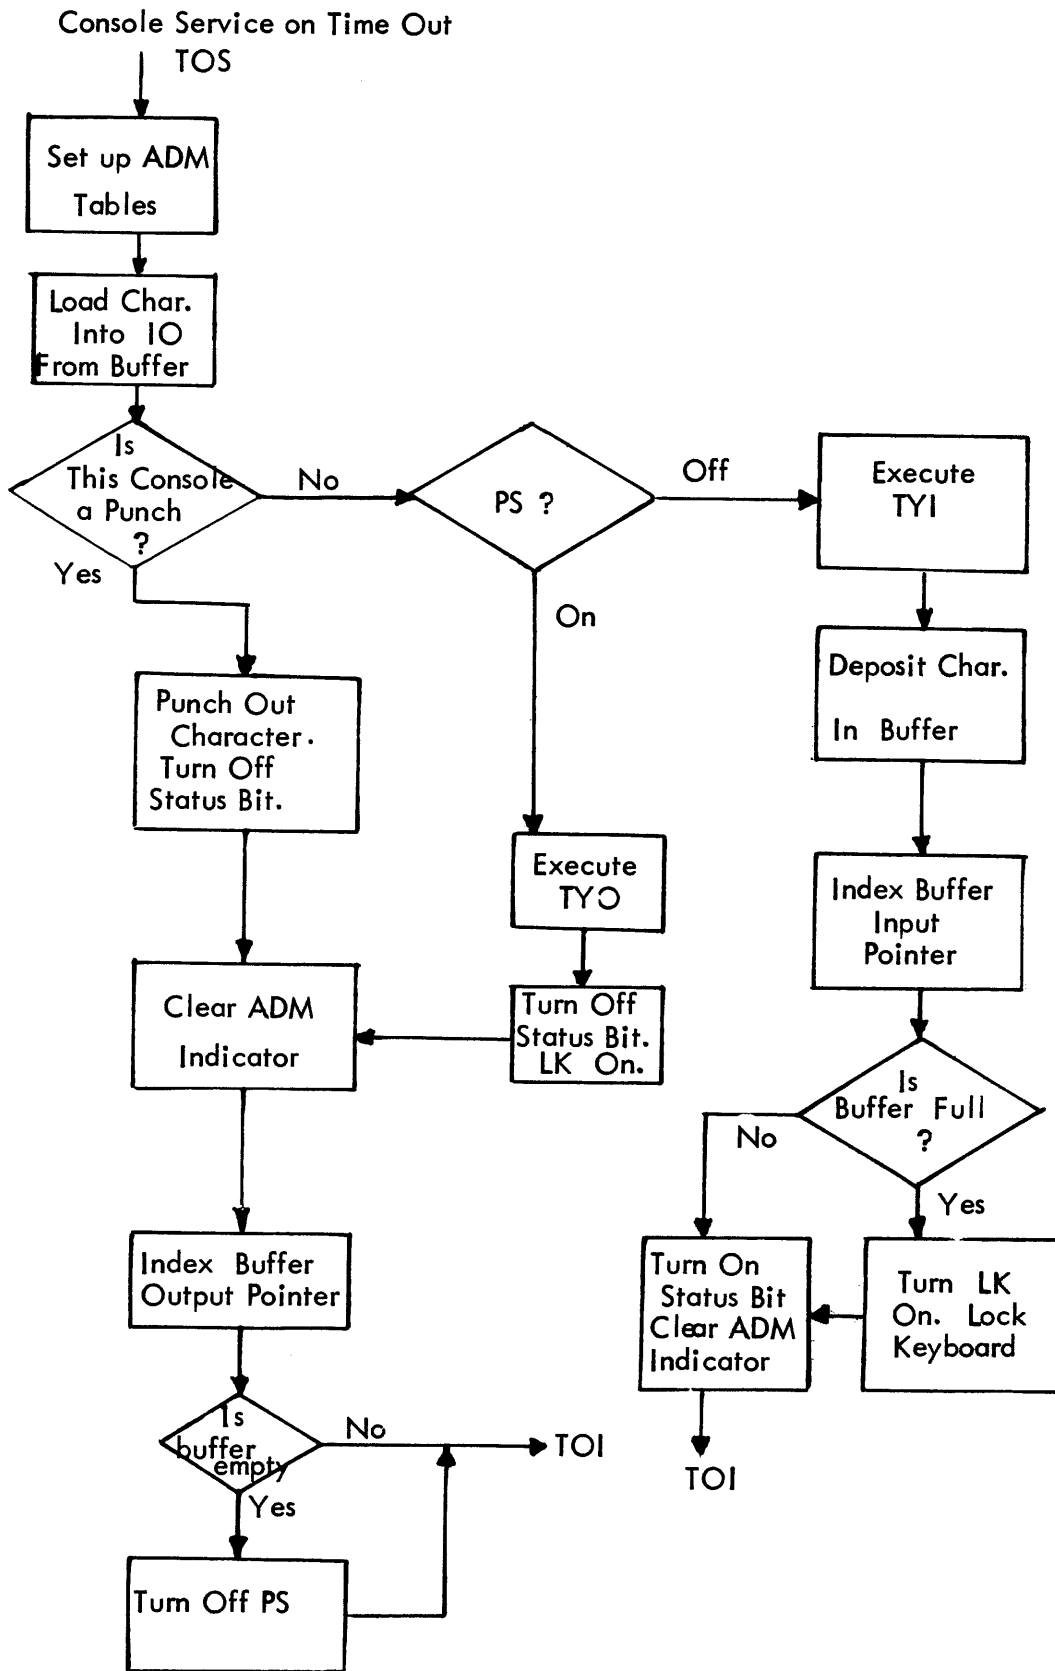 Console Service on Time Out
TOS
Set up ADM
Tables
Load Char.
Into IO
From Buffer
Is
This Console
a Punch
?
No
Yes
PS ?
Off
On
Execute
TYI
Deposit Char.
In Buffer
Index Buffer
Input
Pointer
Is
Buffer Full
?
No
Yes
Turn LK
On. Lock
Keyboard
Turn On
Status Bit
Clear ADM
Indicator
TOI
Execute
TYO
Turn Off
Status Bit.
LK On.
Punch Out
Character.
Turn Off
Status Bit.
Clear ADM
Indicator
Index Buffer
Output Pointer
Is
buffer
empty
No
TOI
Yes
Turn Off PS